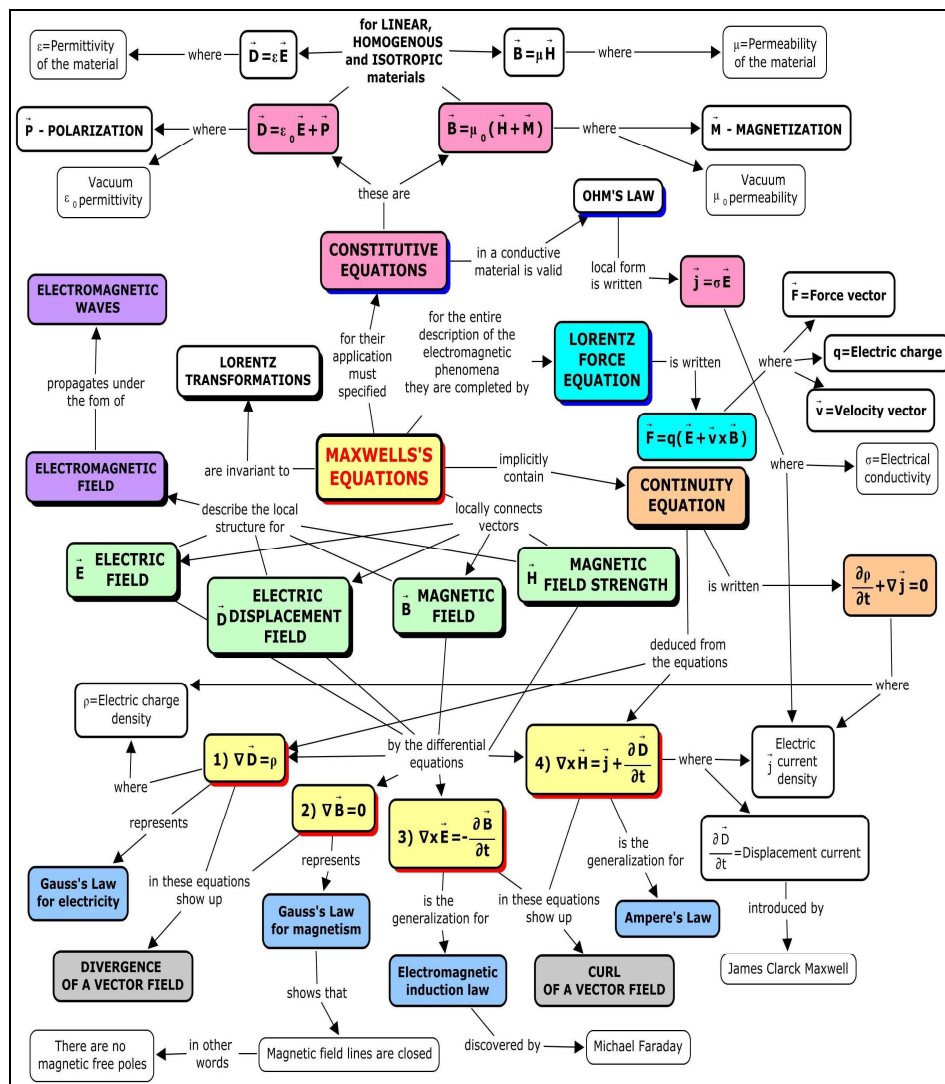 for LINEAR,
HOMOGENOUS
and ISOTROPIC
materials
ε=Permittivity
of the material
where
D⃗=εE⃗
B⃗=μH⃗
where
μ=Permeability
of the material
P⃗ - POLARIZATION
where
D⃗=ε₀E⃗+P⃗
B⃗=μ₀(H⃗+M⃗)
where
M⃗ - MAGNETIZATION
Vacuum
ε₀ permittivity
Vacuum
μ₀ permeability
these are
OHM'S LAW
CONSTITUTIVE
EQUATIONS
in a conductive
material is valid
local form
is written
j⃗=σE⃗
ELECTROMAGNETIC
WAVES
F⃗=Force vector
for their
application
must
specified
for the entire
description of the
electromagnetic
phenomena
they are completed by
LORENTZ
FORCE
EQUATION
is written
where
q=Electric charge
LORENTZ
TRANSFORMATIONS
propagates under
the fom of
v⃗=Velocity vector
F⃗=q(E⃗+v⃗xB⃗)
ELECTROMAGNETIC
FIELD
are invariant to
MAXWELLS'S
EQUATIONS
implicitly
contain
CONTINUITY
EQUATION
where
σ=Electrical
conductivity
describe the local
structure for
locally connects
vectors
E⃗ ELECTRIC
FIELD
ELECTRIC
D⃗ DISPLACEMENT
FIELD
B⃗ MAGNETIC
FIELD
H⃗ MAGNETIC
FIELD STRENGTH
is written
∂ρ/∂t+∇j⃗=0
deduced from
the equations
where
ρ=Electric charge
density
by the differential
equations
1) ∇D⃗=ρ
where
2) ∇B⃗=0
3) ∇xE⃗=-∂B⃗/∂t
4) ∇xH⃗=j⃗+∂D⃗/∂t
where
Electric
j⃗ current
density
represents
represents
is the
generalization for
∂D⃗/∂t=Displacement current
Gauss's Law
for electricity
in these equations
show up
Gauss's Law
for magnetism
is the
generalization for
in these equations
show up
Ampere's Law
introduced by
DIVERGENCE
OF A VECTOR FIELD
shows that
Electromagnetic
induction law
CURL
OF A VECTOR FIELD
James Clarck Maxwell
There are no
magnetic free poles
in other
words
Magnetic field lines are closed
discovered by
Michael Faraday